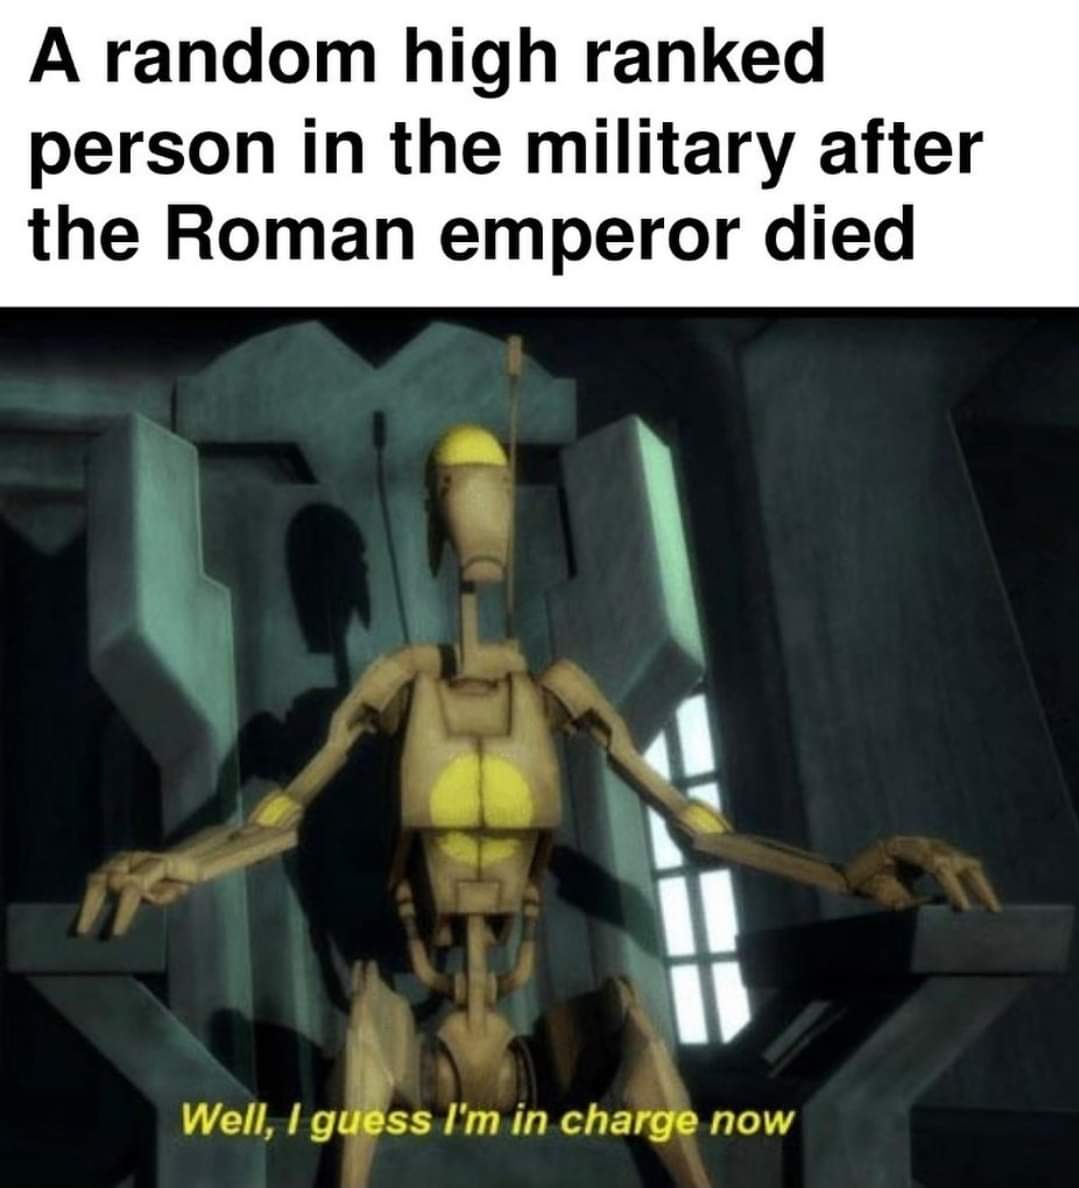 A random high ranked
person in the military after
the Roman emperor died
Well, I guess I'm in charge now